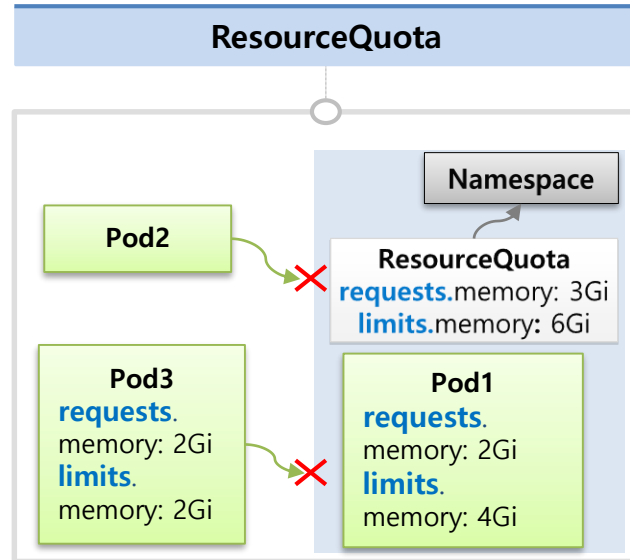 ResourceQuota
Namespace
Pod2
ResourceQuota
requests.memory: 3Gi
limits.memory: 6Gi
Pod3
requests.
memory: 2Gi
limits.
memory: 2Gi
Pod1
requests.
memory: 2Gi
limits.
memory: 4Gi